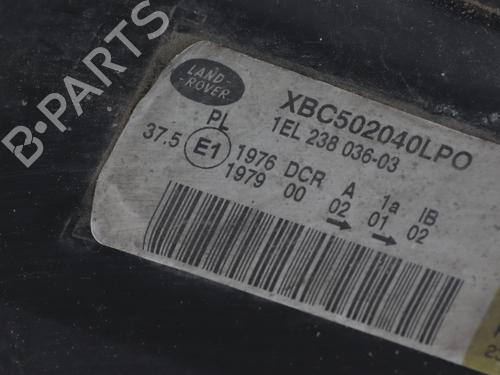 B-PARTS
LAND-
ROVER
XBC502040LPO
1EL 238 036-03
PL
37.5 E1 1976 DCR A 1a IB
1979 00 02 01 02